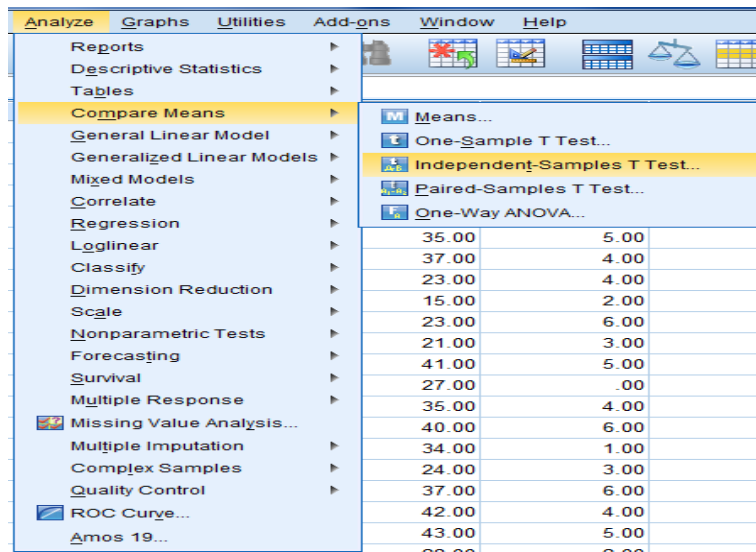 Analyze Graphs Utilities Add-ons Window Help
Reports
Descriptive Statistics
Tables
Compare Means
General Linear Model
Generalized Linear Models
Mixed Models
Correlate
Regression
Loglinear
Classify
Dimension Reduction
Scale
Nonparametric Tests
Forecasting
Survival
Multiple Response
Missing Value Analysis...
Multiple Imputation
Complex Samples
Quality Control
ROC Curve...
Amos 19...
Means...
One-Sample T Test...
Independent-Samples T Test...
Paired-Samples T Test...
One-Way ANOVA...
35.00 5.00
37.00 4.00
23.00 4.00
15.00 2.00
23.00 6.00
21.00 3.00
41.00 5.00
27.00 .00
35.00 4.00
40.00 6.00
34.00 1.00
24.00 3.00
37.00 6.00
42.00 4.00
43.00 5.00